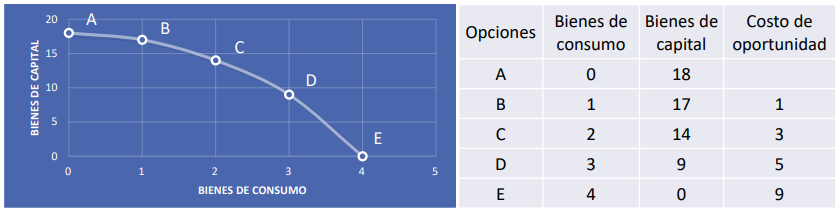 BIENES DE CAPITAL
20
15
10
5
0
A
B
C
D
E
0 1 2 3 4 5
BIENES DE CONSUMO
Opciones Bienes de consumo Bienes de capital Costo de oportunidad
A 0 18
B 1 17 1
C 2 14 3
D 3 9 5
E 4 0 9